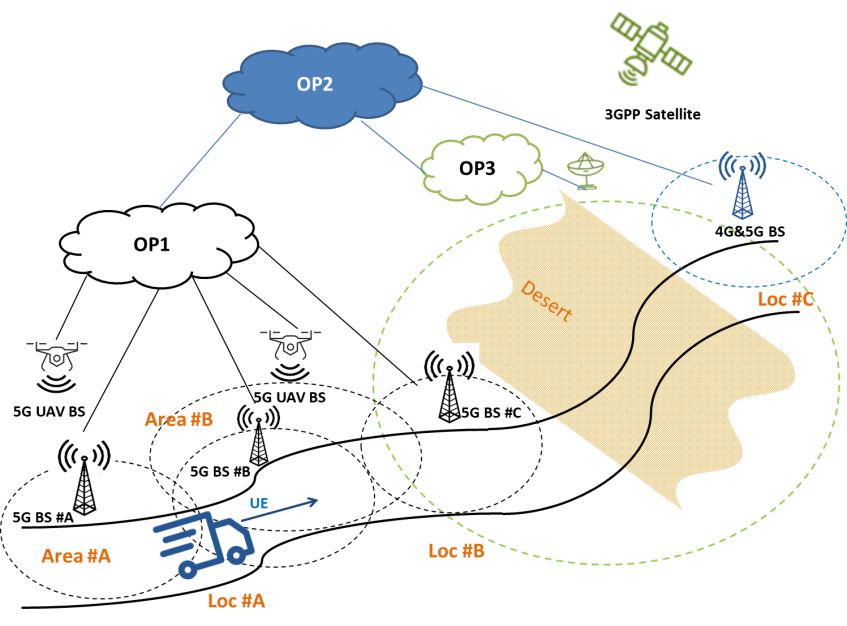 OP2
3GPP Satellite
OP3
4G&5G BS
OP1
Loc #C
Desert
5G UAV BS
5G UAV BS
Area #B
5G BS #C
5G BS #B
5G BS #A
UE
Area #A
Loc #B
Loc #A